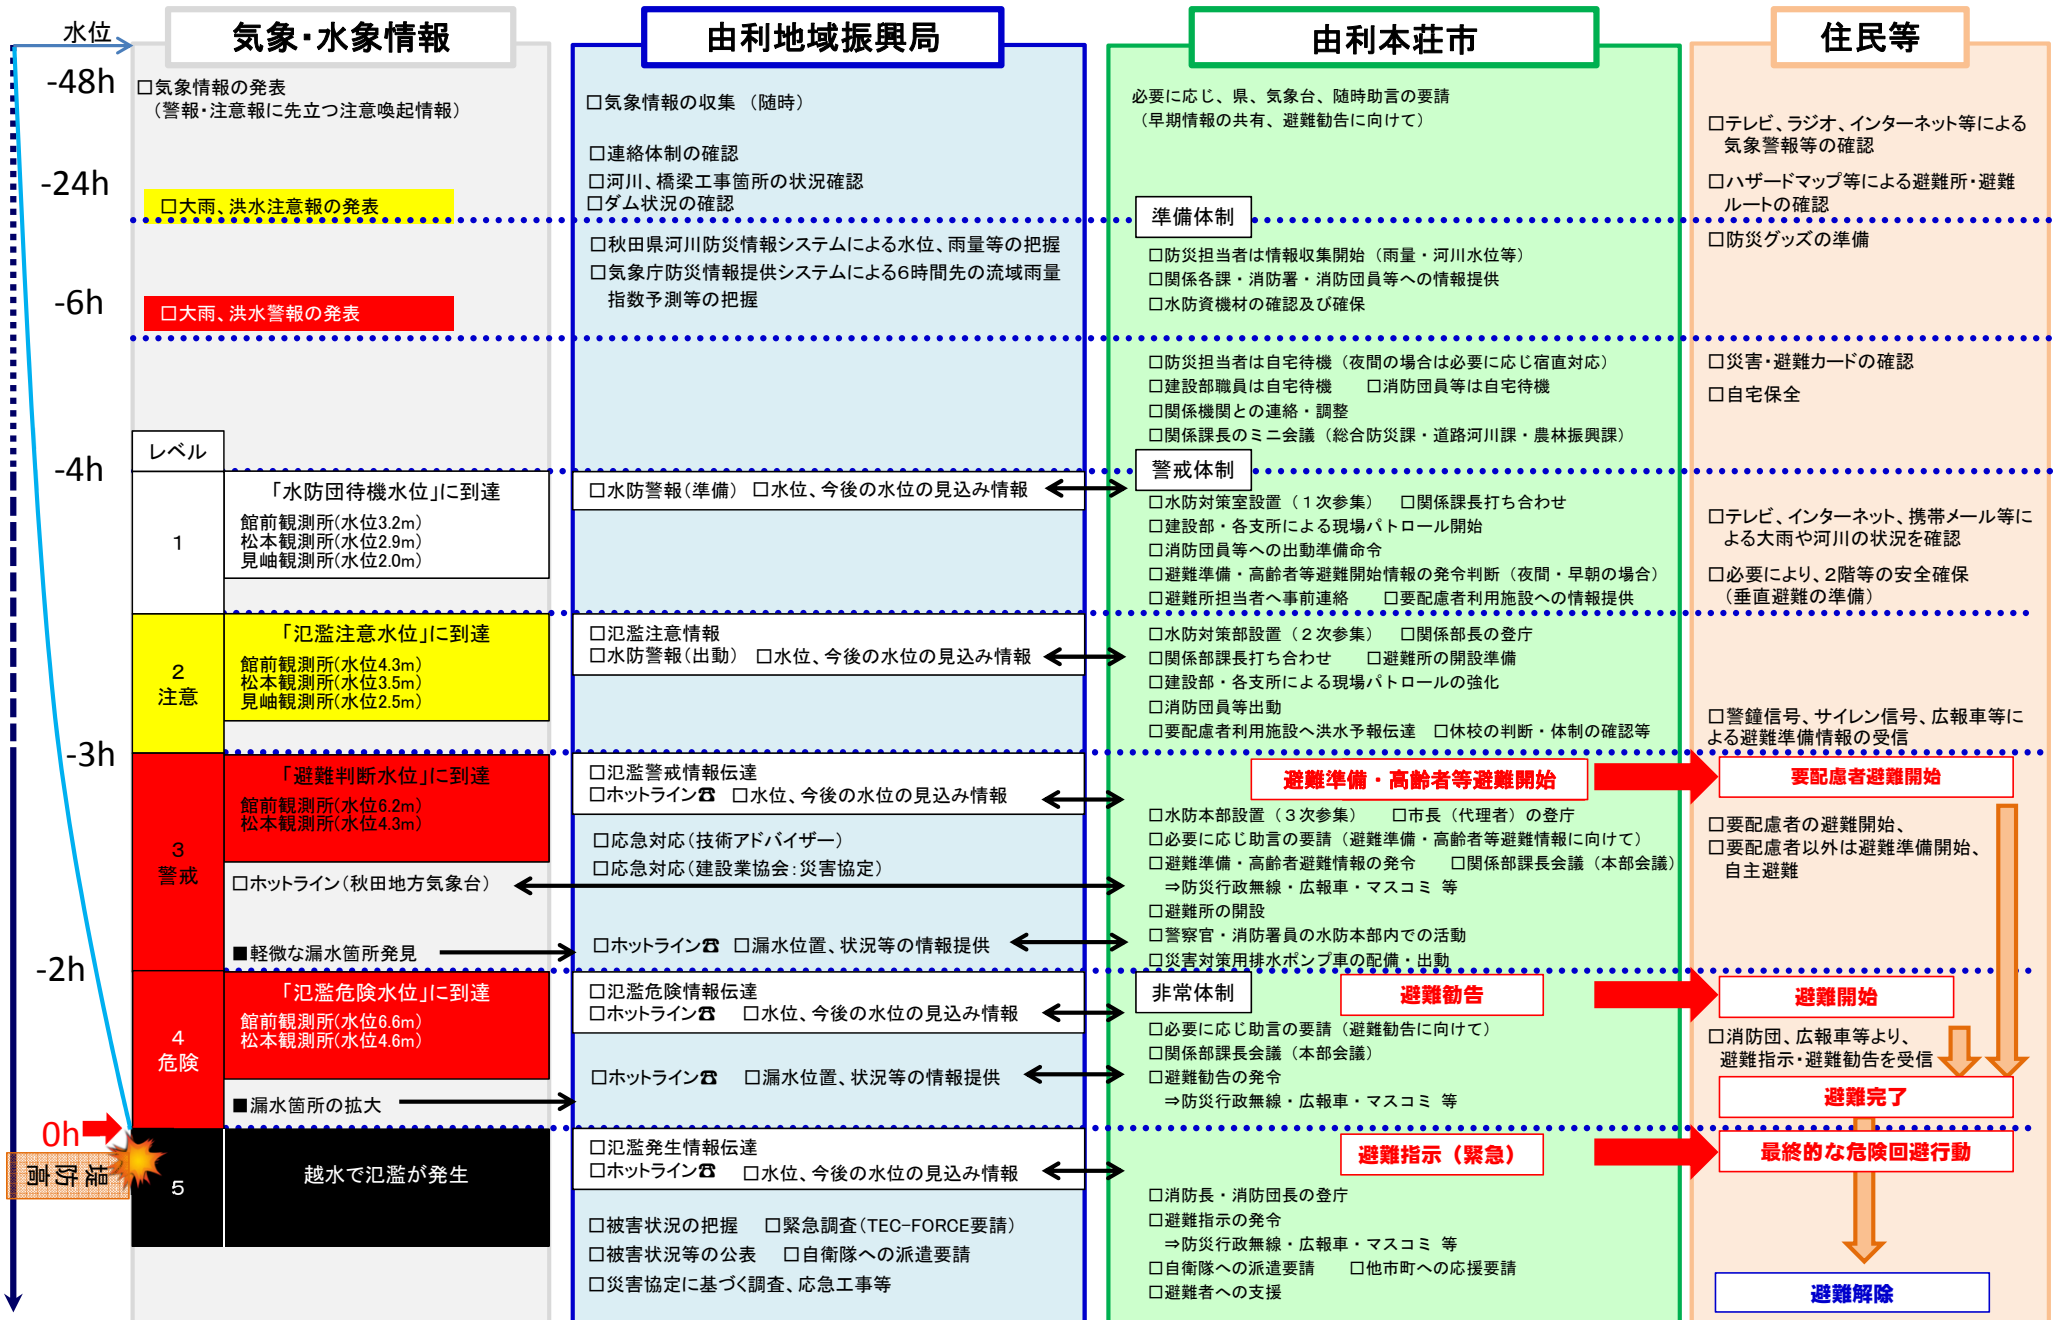 水位
-48h
-24h
-6h
-4h
-3h
-2h
0h
堤防高
気象・水象情報
□気象情報の発表
（警報・注意報に先立つ注意喚起情報）
□大雨、洪水注意報の発表
□大雨、洪水警報の発表
レベル
1
「水防団待機水位」に到達
館前観測所(水位3.2m)
松本観測所(水位2.9m)
見岫観測所(水位2.0m)
2
注意
「氾濫注意水位」に到達
館前観測所(水位4.3m)
松本観測所(水位3.5m)
見岫観測所(水位2.5m)
3
警戒
「避難判断水位」に到達
館前観測所(水位6.2m)
松本観測所(水位4.3m)
□ホットライン（秋田地方気象台）
■軽微な漏水箇所発見
4
危険
「氾濫危険水位」に到達
館前観測所(水位6.6m)
松本観測所(水位4.6m)
■漏水箇所の拡大
5
越水で氾濫が発生
由利地域振興局
□気象情報の収集 （随時）
□連絡体制の確認
□河川、橋梁工事箇所の状況確認
□ダム状況の確認
□秋田県河川防災情報システムによる水位、雨量等の把握
□気象庁防災情報提供システムによる6時間先の流域雨量
指数予測等の把握
□水防警報（準備） □水位、今後の水位の見込み情報
□氾濫注意情報
□水防警報（出動） □水位、今後の水位の見込み情報
□氾濫警戒情報伝達
□ホットライン☎ □水位、今後の水位の見込み情報
□応急対応（技術アドバイザー）
□応急対応（建設業協会：災害協定）
□ホットライン☎ □漏水位置、状況等の情報提供
□氾濫危険情報伝達
□ホットライン☎ □水位、今後の水位の見込み情報
□ホットライン☎ □漏水位置、状況等の情報提供
□氾濫発生情報伝達
□ホットライン☎ □水位、今後の水位の見込み情報
□被害状況の把握 □緊急調査（TEC-FORCE要請）
□被害状況等の公表 □自衛隊への派遣要請
□災害協定に基づく調査、応急工事等
由利本荘市
必要に応じ、県、気象台、随時助言の要請
（早期情報の共有、避難勧告に向けて）
準備体制
□防災担当者は情報収集開始（雨量・河川水位等）
□関係各課・消防署・消防団員等への情報提供
□水防資機材の確認及び確保
□防災担当者は自宅待機（夜間の場合は必要に応じ宿直対応）
□建設部職員は自宅待機 □消防団員等は自宅待機
□関係機関との連絡・調整
□関係課長のミニ会議（総合防災課・道路河川課・農林振興課）
警戒体制
□水防対策室設置（１次参集） □関係課長打ち合わせ
□建設部・各支所による現場パトロール開始
□消防団員等への出動準備命令
□避難準備・高齢者等避難開始情報の発令判断（夜間・早朝の場合）
□避難所担当者へ事前連絡 □要配慮者利用施設への情報提供
□水防対策部設置（２次参集） □関係部長の登庁
□関係部課長打ち合わせ □避難所の開設準備
□建設部・各支所による現場パトロールの強化
□消防団員等出動
□要配慮者利用施設へ洪水予報伝達 □休校の判断・体制の確認等
避難準備・高齢者等避難開始
□水防本部設置（３次参集） □市長（代理者）の登庁
□必要に応じ助言の要請（避難準備・高齢者等避難情報に向けて）
□避難準備・高齢者避難情報の発令 □関係部課長会議（本部会議）
⇒防災行政無線・広報車・マスコミ 等
□避難所の開設
□警察官・消防署員の水防本部内での活動
□災害対策用排水ポンプ車の配備・出動
非常体制
避難勧告
□必要に応じ助言の要請（避難勧告に向けて）
□関係部課長会議（本部会議）
□避難勧告の発令
⇒防災行政無線・広報車・マスコミ 等
避難指示（緊急）
□消防長・消防団長の登庁
□避難指示の発令
⇒防災行政無線・広報車・マスコミ 等
□自衛隊への派遣要請 □他市町への応援要請
□避難者への支援
住民等
□テレビ、ラジオ、インターネット等による
気象警報等の確認
□ハザードマップ等による避難所・避難
ルートの確認
□防災グッズの準備
□災害・避難カードの確認
□自宅保全
□テレビ、インターネット、携帯メール等に
よる大雨や河川の状況を確認
□必要により、2階等の安全確保
（垂直避難の準備）
□警鐘信号、サイレン信号、広報車等に
よる避難準備情報の受信
要配慮者避難開始
□要配慮者の避難開始、
□要配慮者以外は避難準備開始、
自主避難
避難開始
□消防団、広報車等より、
避難指示・避難勧告を受信
避難完了
最終的な危険回避行動
避難解除